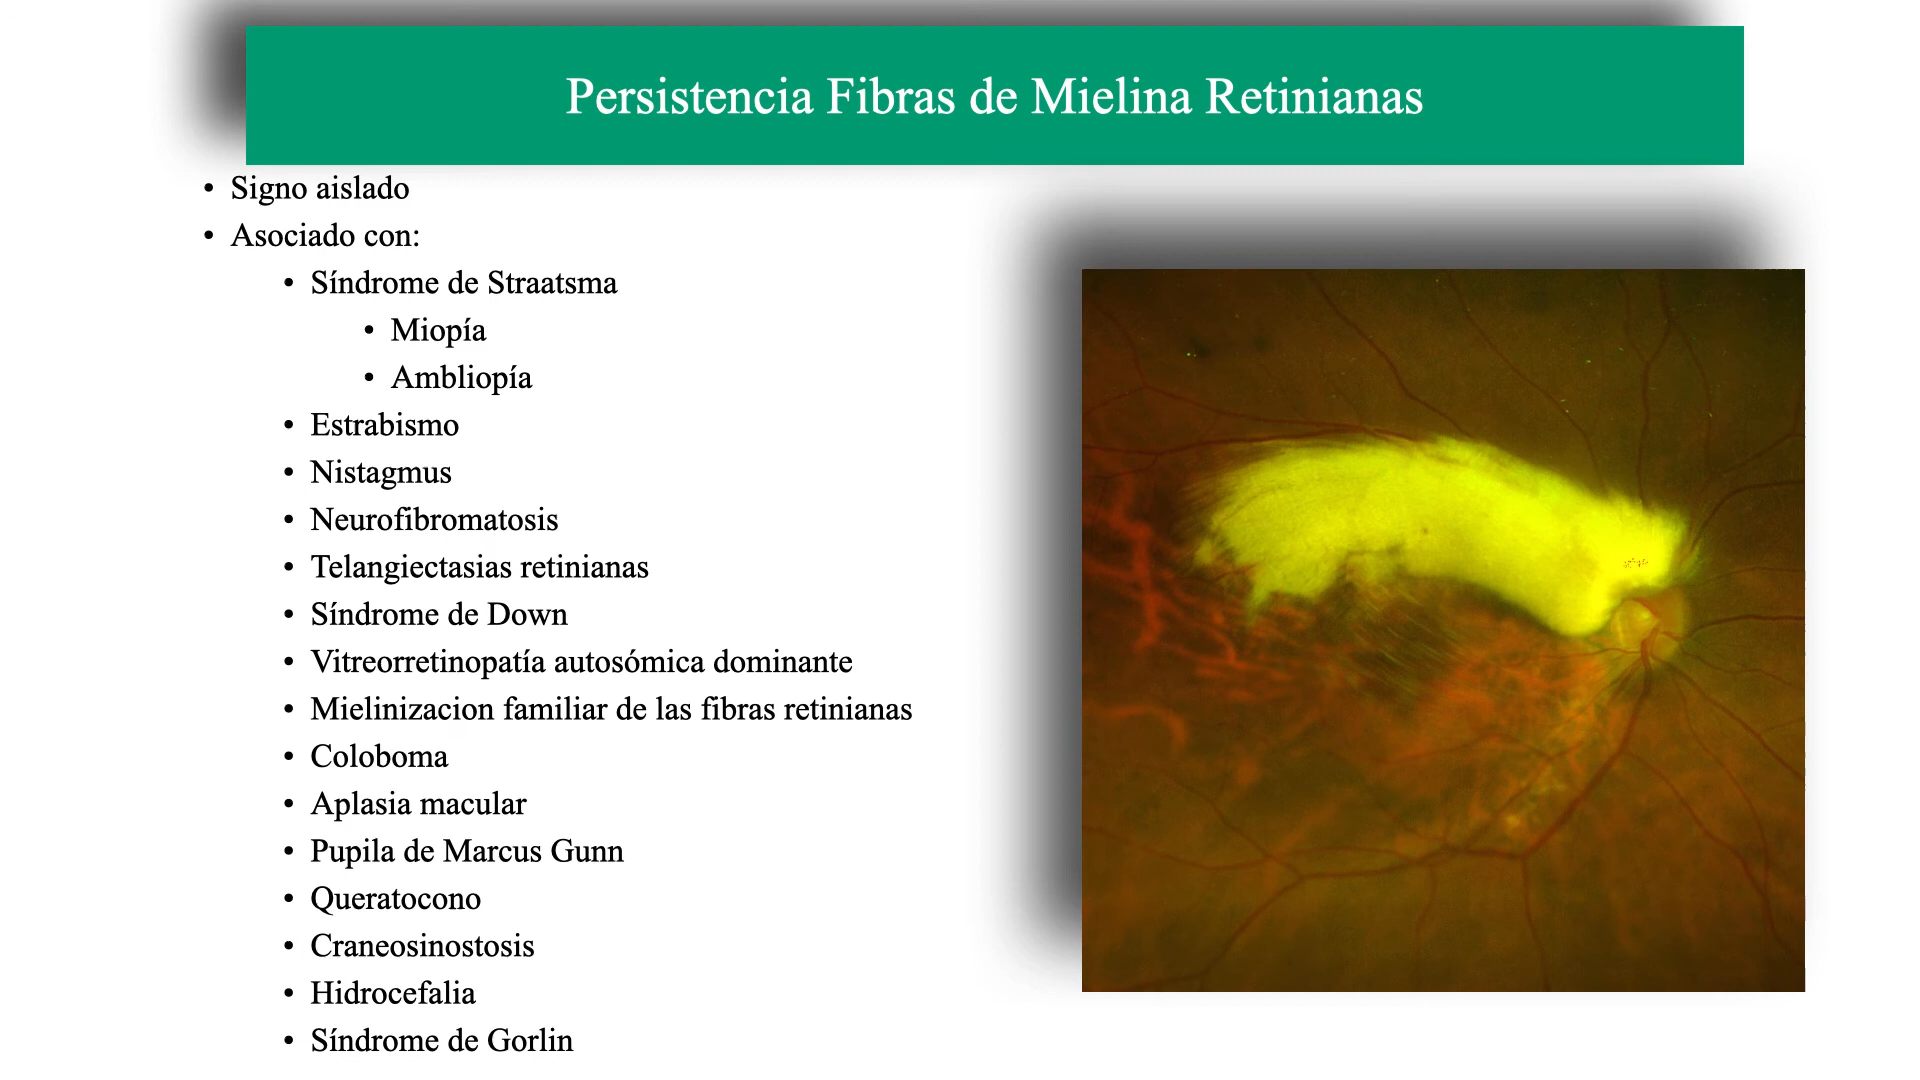 Persistencia Fibras de Mielina Retinianas
• Signo aislado
• Asociado con:
• Síndrome de Straatsma
• Miopía
• Ambliopía
• Estrabismo
• Nistagmus
• Neurofibromatosis
• Telangiectasias retinianas
• Síndrome de Down
• Vitreorretinopatía autosómica dominante
• Mielinizacion familiar de las fibras retinianas
• Coloboma
• Aplasia macular
• Pupila de Marcus Gunn
• Queratocono
• Craneosinostosis
• Hidrocefalia
• Síndrome de Gorlin